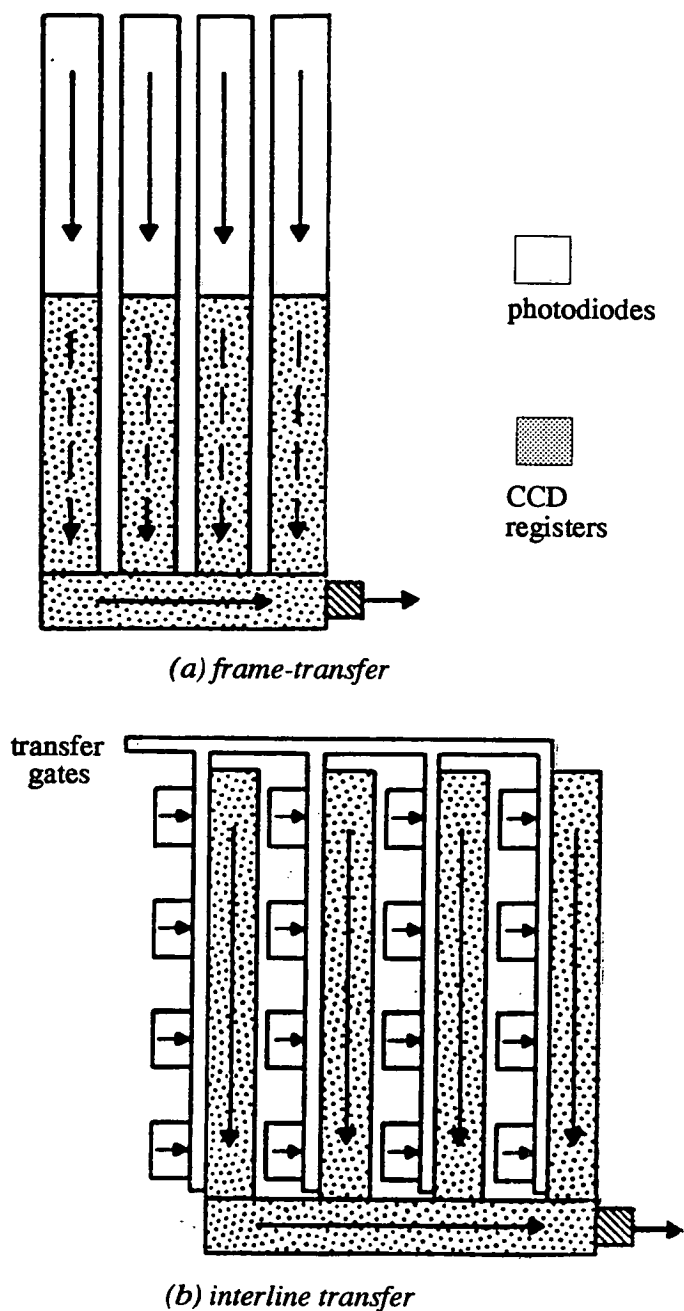 photodiodes
CCD
registers
(a) frame-transfer
transfer
gates
(b) interline transfer